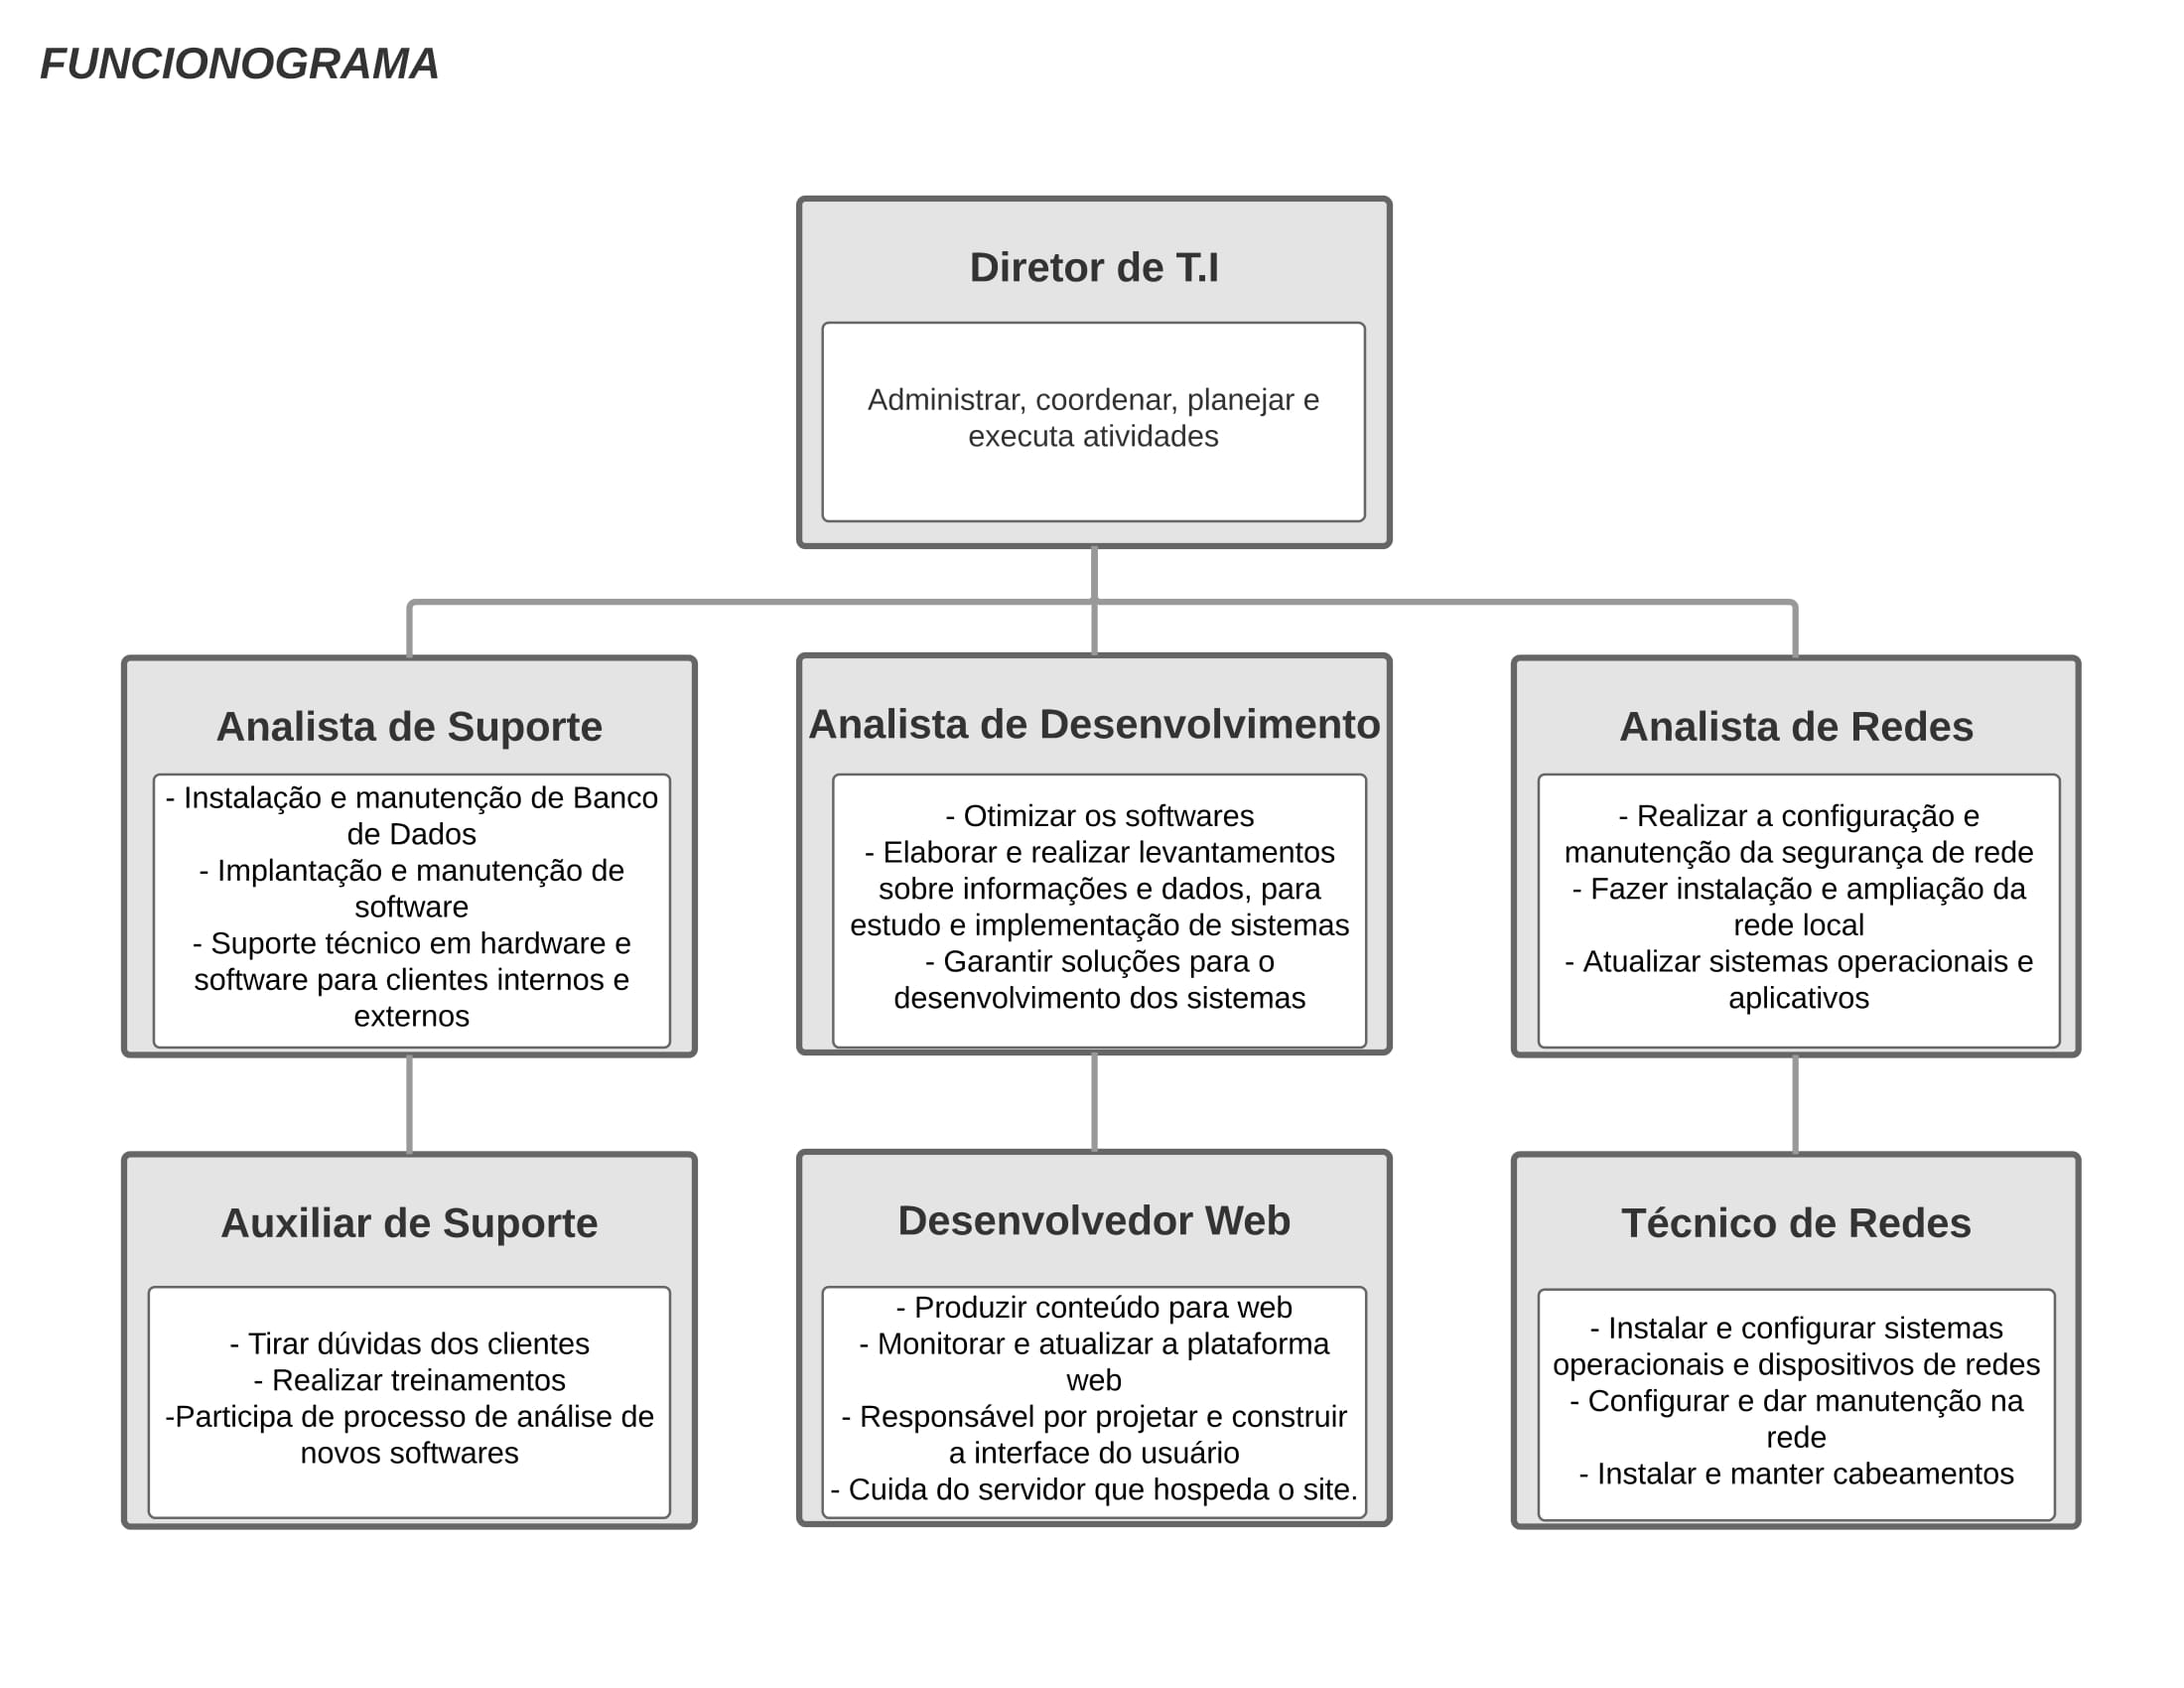 FUNCIONOGRAMA
Diretor de T.I
Administrar, coordenar, planejar e
executa atividades
Analista de Suporte
- Instalação e manutenção de Banco
de Dados
- Implantação e manutenção de
software
- Suporte técnico em hardware e
software para clientes internos e
externos
Analista de Desenvolvimento
- Otimizar os softwares
- Elaborar e realizar levantamentos
sobre informações e dados, para
estudo e implementação de sistemas
- Garantir soluções para o
desenvolvimento dos sistemas
Analista de Redes
- Realizar a configuração e
manutenção da segurança de rede
- Fazer instalação e ampliação da
rede local
- Atualizar sistemas operacionais e
aplicativos
Auxiliar de Suporte
- Tirar dúvidas dos clientes
- Realizar treinamentos
-Participa de processo de análise de
novos softwares
Desenvolvedor Web
- Produzir conteúdo para web
- Monitorar e atualizar a plataforma
web
- Responsável por projetar e construir
a interface do usuário
- Cuida do servidor que hospeda o site.
Técnico de Redes
- Instalar e configurar sistemas
operacionais e dispositivos de redes
- Configurar e dar manutenção na
rede
- Instalar e manter cabeamentos